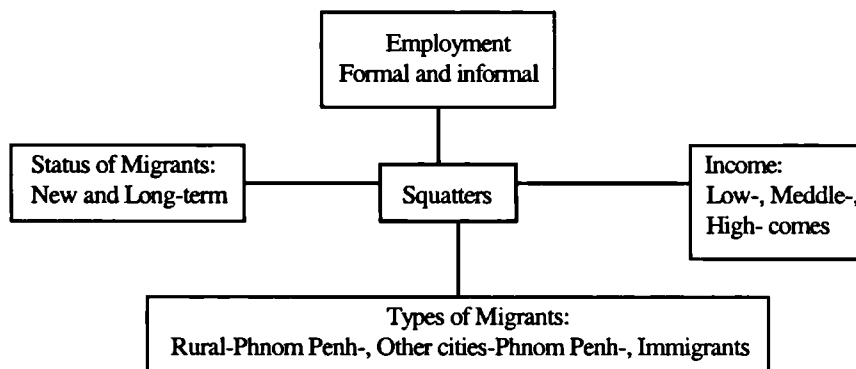 Employment
Formal and informal
Status of Migrants:
New and Long-term
Squatters
Income:
Low-, Meddle-,
High- comes
Types of Migrants:
Rural-Phnom Penh-, Other cities-Phnom Penh-, Immigrants